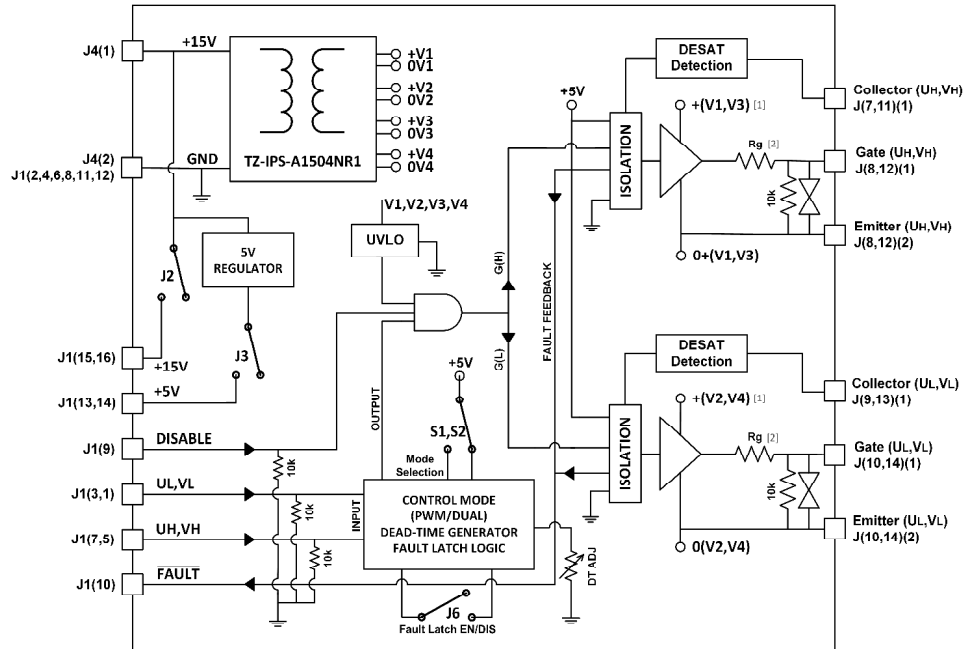 J4(1)
+15V
+V1
0V1
+V2
0V2
+V3
0V3
+V4
0V4
TZ-IPS-A1504NR1
J4(2)
J1(2,4,6,8,11,12)
GND
5V
REGULATOR
J2
J3
J1(15,16)
+15V
J1(13,14)
+5V
J1(9)
DISABLE
10k
J1(3,1)
UL,VL
10k
J1(7,5)
UH,VH
10k
J1(10)
FAULT
V1,V2,V3,V4
UVLO
OUTPUT
INPUT
+5V
S1,S2
Mode
Selection
CONTROL MODE
(PWM/DUAL)
DEAD-TIME GENERATOR
FAULT LATCH LOGIC
J6
Fault Latch EN/DIS
DT ADJ
G(H)
G(L)
FAULT FEEDBACK
+5V
DESAT
Detection
ISOLATION
+(V1,V3) [1]
0+(V1,V3)
Rg [2]
10k
Collector (UH,VH)
J(7,11)(1)
Gate (UH,VH)
J(8,12)(1)
Emitter (UH,VH)
J(8,12)(2)
DESAT
Detection
ISOLATION
+(V2,V4) [1]
0(V2,V4)
Rg [2]
10k
Collector (UL,VL)
J(9,13)(1)
Gate (UL,VL)
J(10,14)(1)
Emitter (UL,VL)
J(10,14)(2)